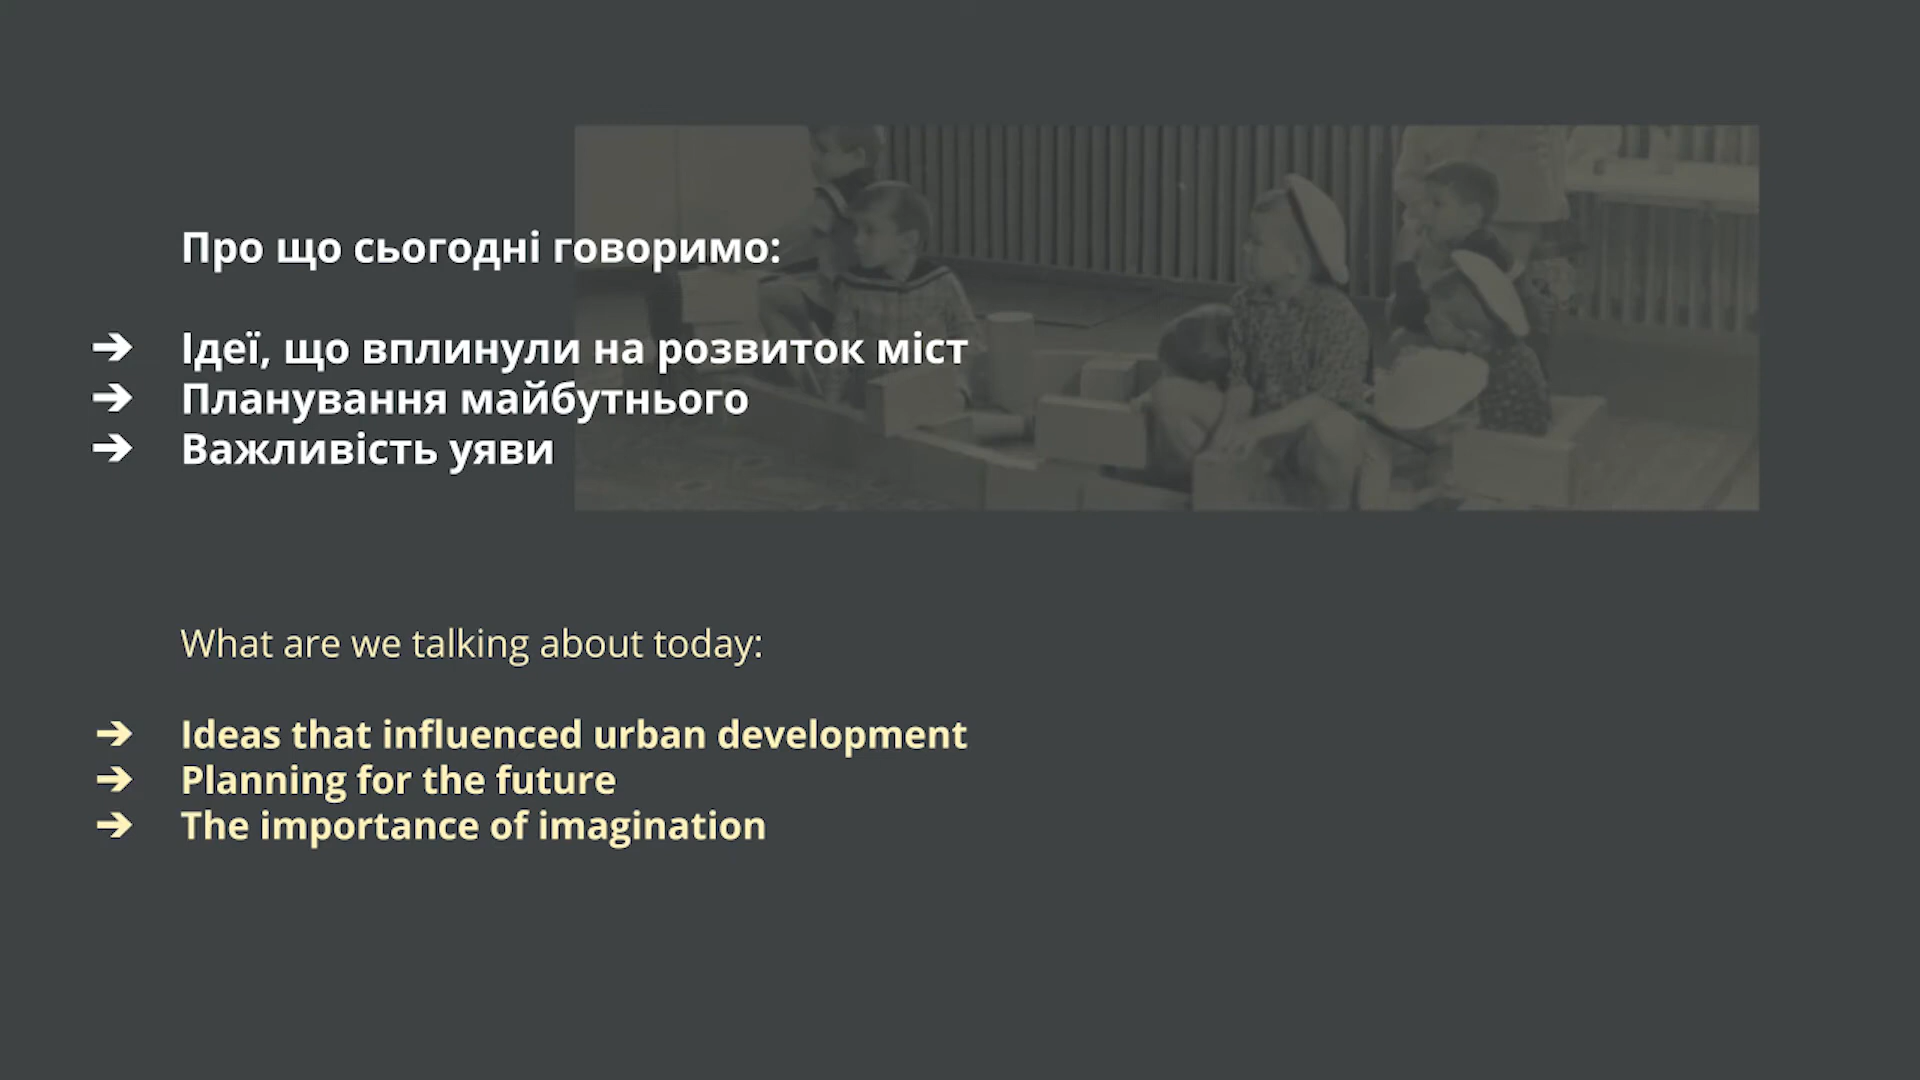 Про що сьогодні говоримо:
➔ Ідеї, що вплинули на розвиток міст
➔ Планування майбутнього
➔ Важливість уяви
What are we talking about today:
➔ Ideas that influenced urban development
➔ Planning for the future
➔ The importance of imagination